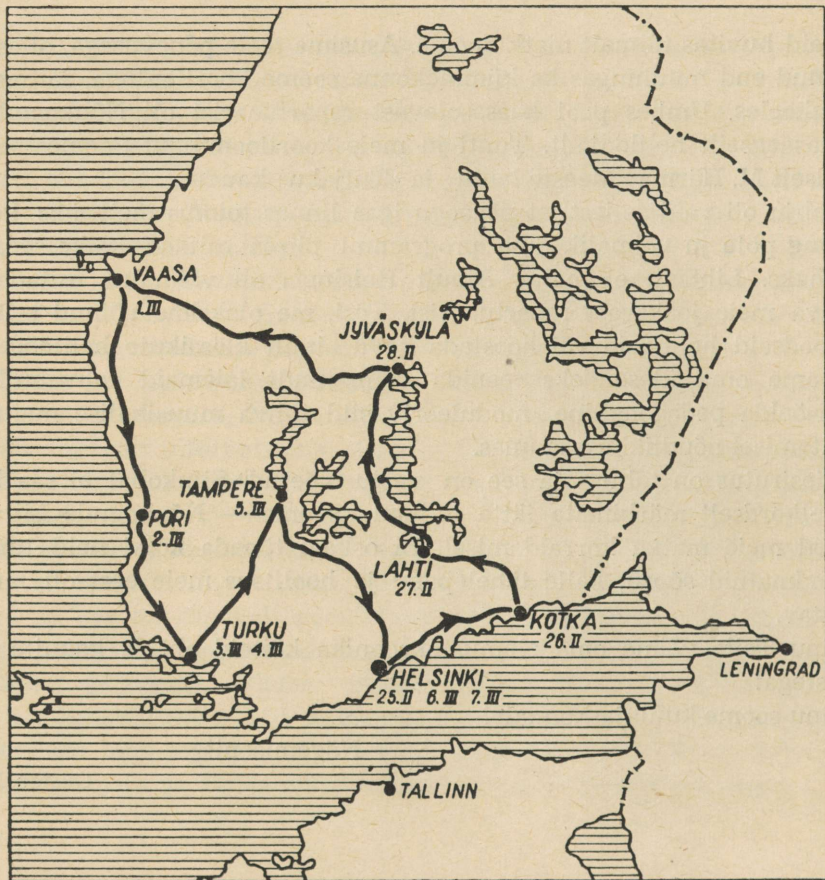 VAASA
1.III
JYVÄSKYLÄ
28.II
TAMPERE
5.III
PORI
2.III
LAHTI
27.II
KOTKA
26.II
TURKU
3.III 4.III
HELSINKI
25.II 6.III 7.III
LENINGRAD
TALLINN